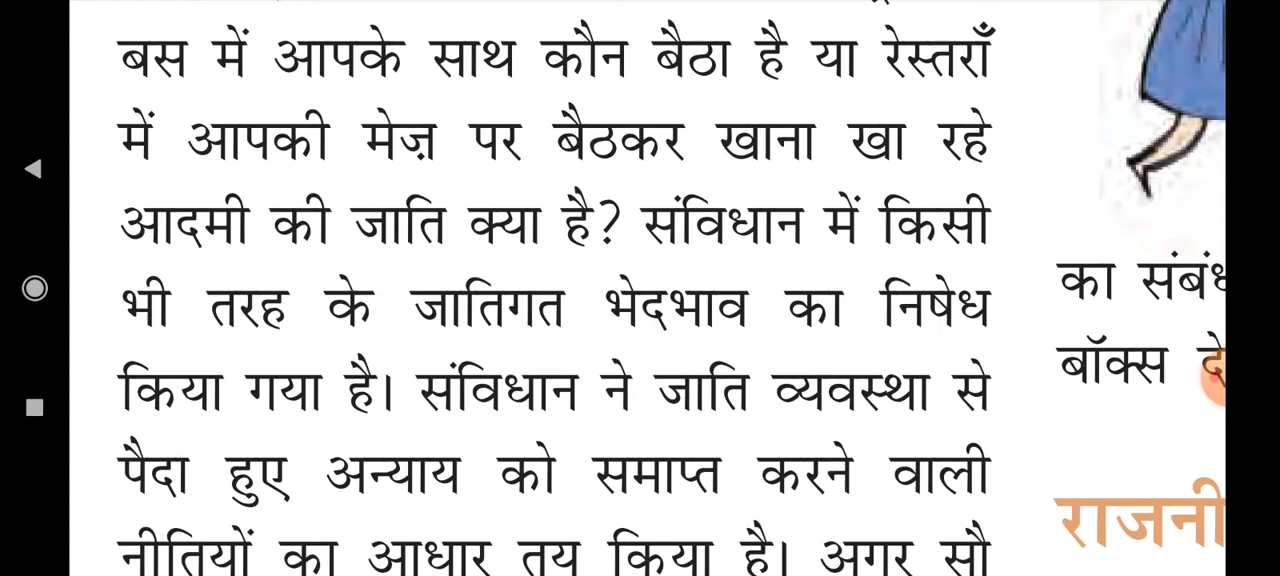 बस में आपके साथ कौन बैठा है या रेस्तराँ
में आपकी मेज़ पर बैठकर खाना खा रहे
आदमी की जाति क्या है? संविधान में किसी
भी तरह के जातिगत भेदभाव का निषेध
किया गया है। संविधान ने जाति व्यवस्था से
पैदा हुए अन्याय को समाप्त करने वाली
नीतियों का आधार तय किया है। अगर सौ
का
बॉक्स